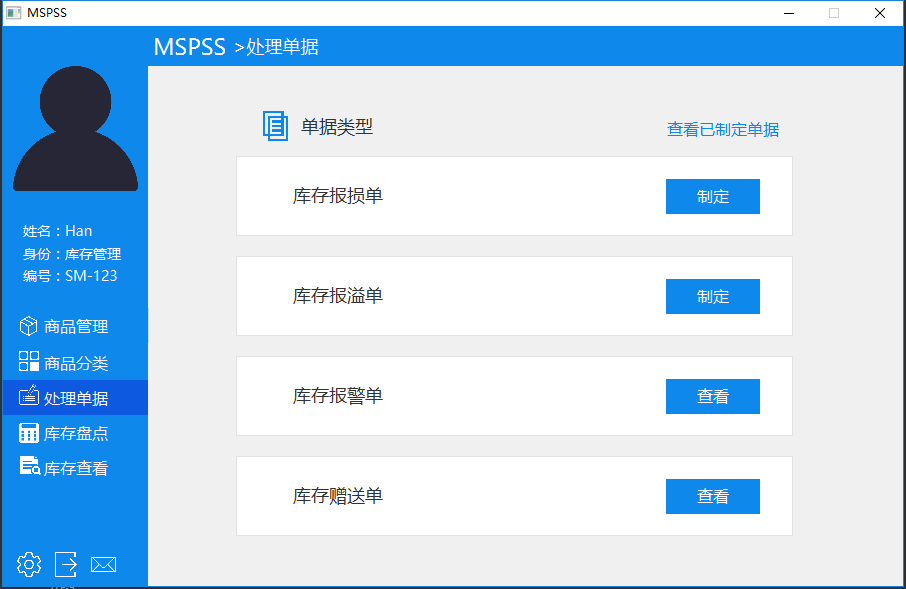 MSPSS
MSPSS >处理单据
姓名：Han
身份：库存管理
编号：SM-123
商品管理
商品分类
处理单据
库存盘点
库存查看
单据类型
查看已制定单据
库存报损单
制定
库存报溢单
制定
库存报警单
查看
库存赠送单
查看